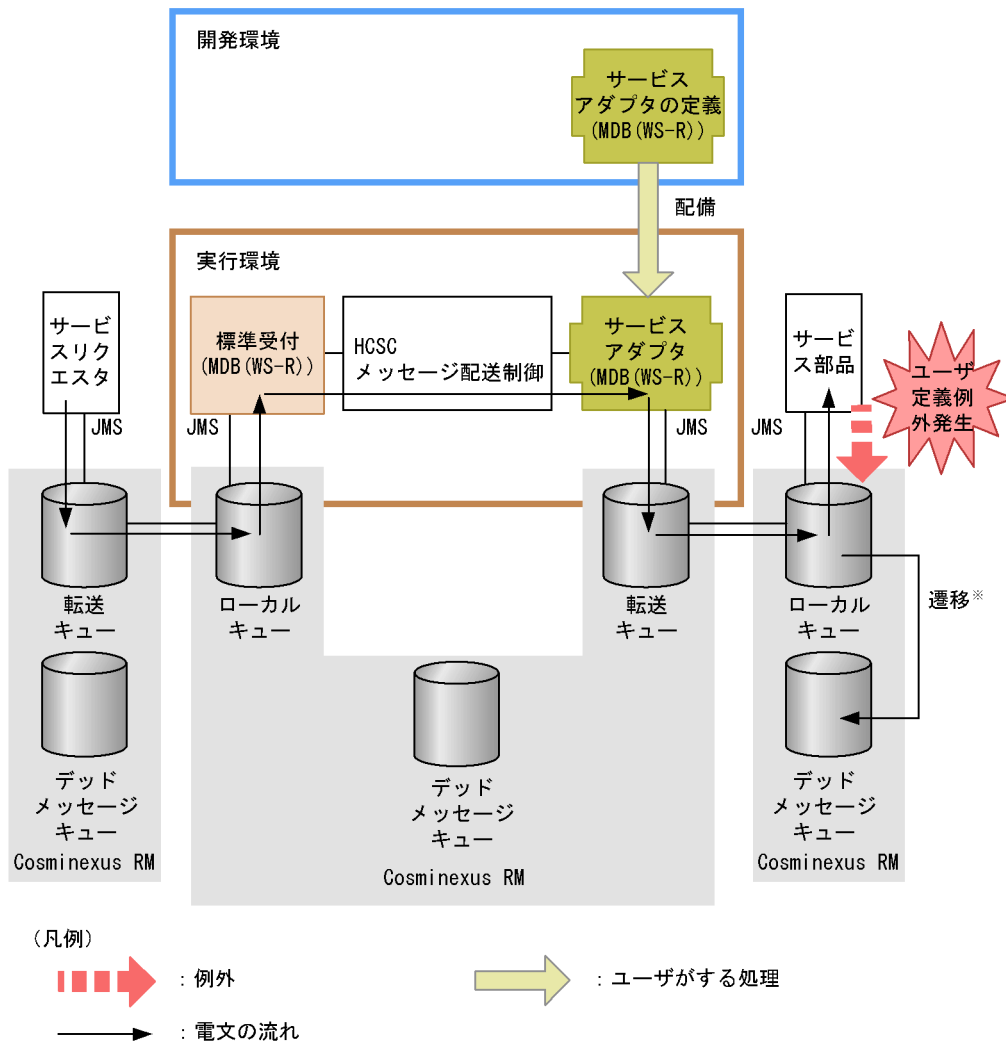 開発環境
サービス
アダプタの定義
(MDB(WS-R))
配備
実行環境
サービ
スリク
エスタ
標準受付
(MDB(WS-R))
HCSC
メッセージ配送制御
サービス
アダプタ
(MDB(WS-R))
サービ
ス部品
ユーザ
定義例
外発生
JMS
JMS
JMS
JMS
転送
キュー
ローカル
キュー
転送
キュー
ローカル
キュー
遷移※
デッド
メッセージ
キュー
Cosminexus RM
デッド
メッセージ
キュー
Cosminexus RM
デッド
メッセージ
キュー
Cosminexus RM
(凡例)
:例外
:ユーザがする処理
:電文の流れ